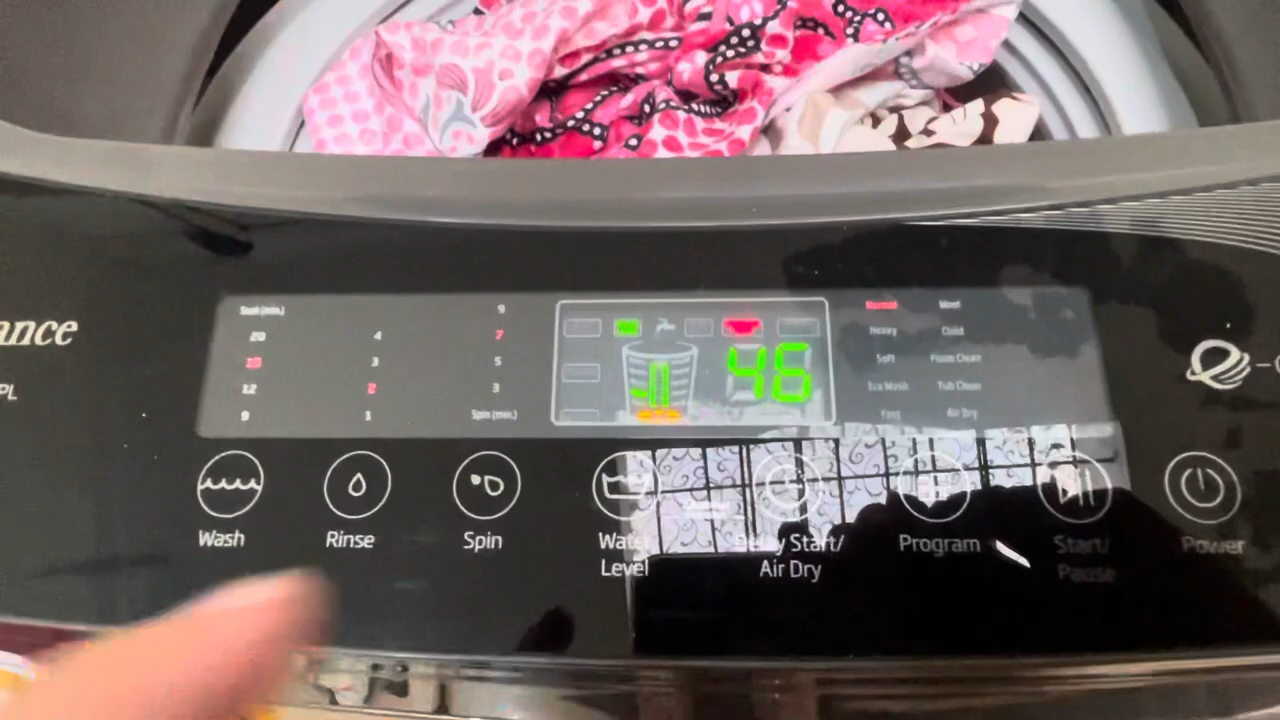 ance
PL
Soak(min.)
20
12
9
4
3
2
1
9
7
5
3
Spin(min.)
46
Normal
Heavy
Soft
Eco Wash
Fast
Wool
Child
Foam Clean
Tub Clean
Air Dry
Wash
Rinse
Spin
Water
Level
Delay Start/
Air Dry
Program
Start/
Pause
Power